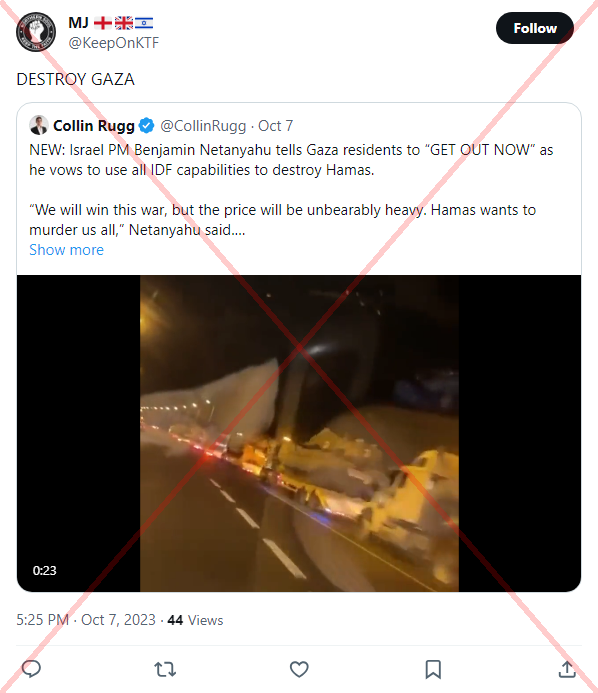 MJ
@KeepOnKTF
Follow
DESTROY GAZA
Collin Rugg @CollinRugg · Oct 7
NEW: Israel PM Benjamin Netanyahu tells Gaza residents to “GET OUT NOW” as
he vows to use all IDF capabilities to destroy Hamas.
“We will win this war, but the price will be unbearably heavy. Hamas wants to
murder us all,” Netanyahu said....
Show more
0:23
5:25 PM · Oct 7, 2023 · 44 Views